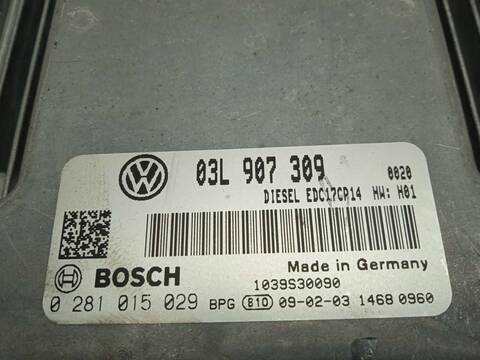 03L 907 309 0020
DIESEL EDC17CP14 HW: H01
Made in Germany
BOSCH 1039S30090
0 281 015 029 BPG B10 09-02-03 1468 0960